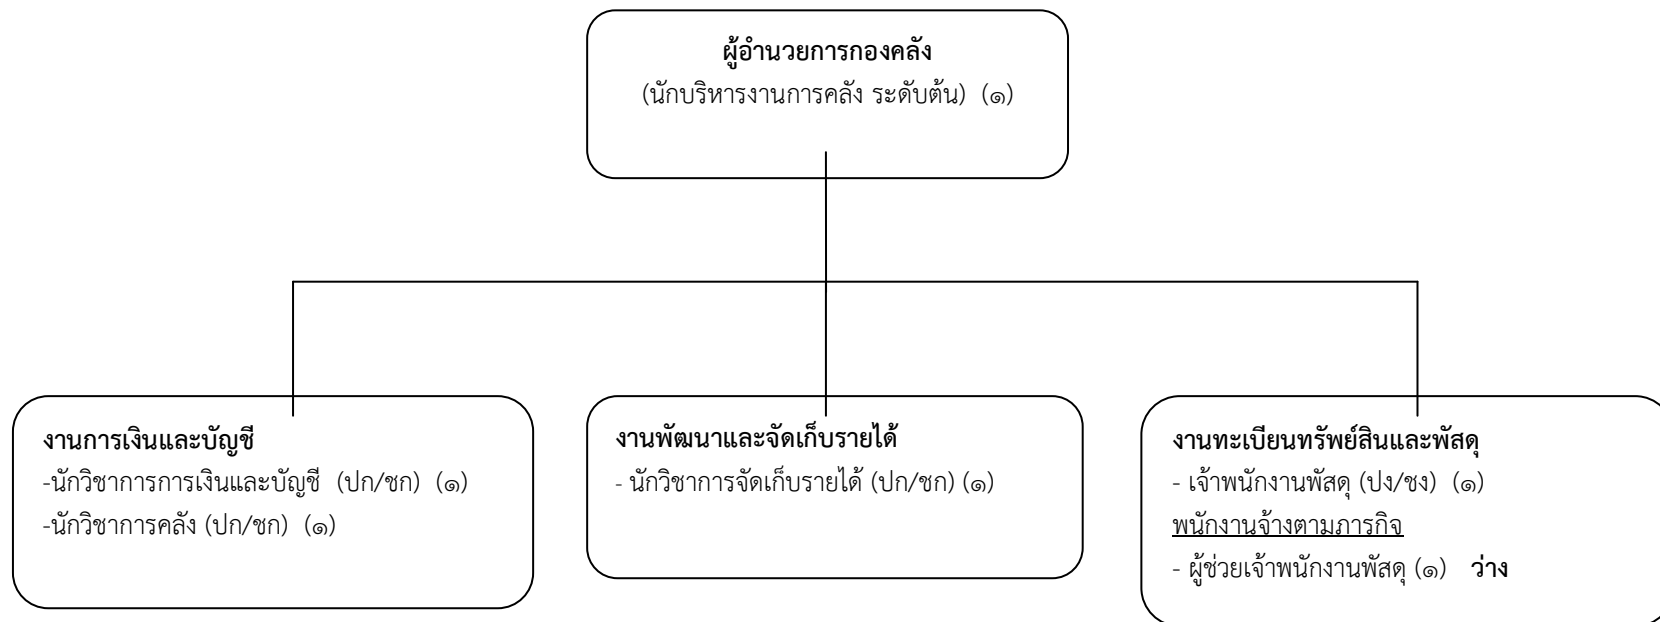 ผู้อำนวยการกองคลัง
(นักบริหารงานการคลัง ระดับต้น) (๑)
งานการเงินและบัญชี
-นักวิชาการการเงินและบัญชี (ปก/ชก) (๑)
-นักวิชาการคลัง (ปก/ชก) (๑)
งานพัฒนาและจัดเก็บรายได้
- นักวิชาการจัดเก็บรายได้ (ปก/ชก) (๑)
งานทะเบียนทรัพย์สินและพัสดุ
- เจ้าพนักงานพัสดุ (ปง/ชง) (๑)
พนักงานจ้างตามภารกิจ
- ผู้ช่วยเจ้าพนักงานพัสดุ (๑) ว่าง